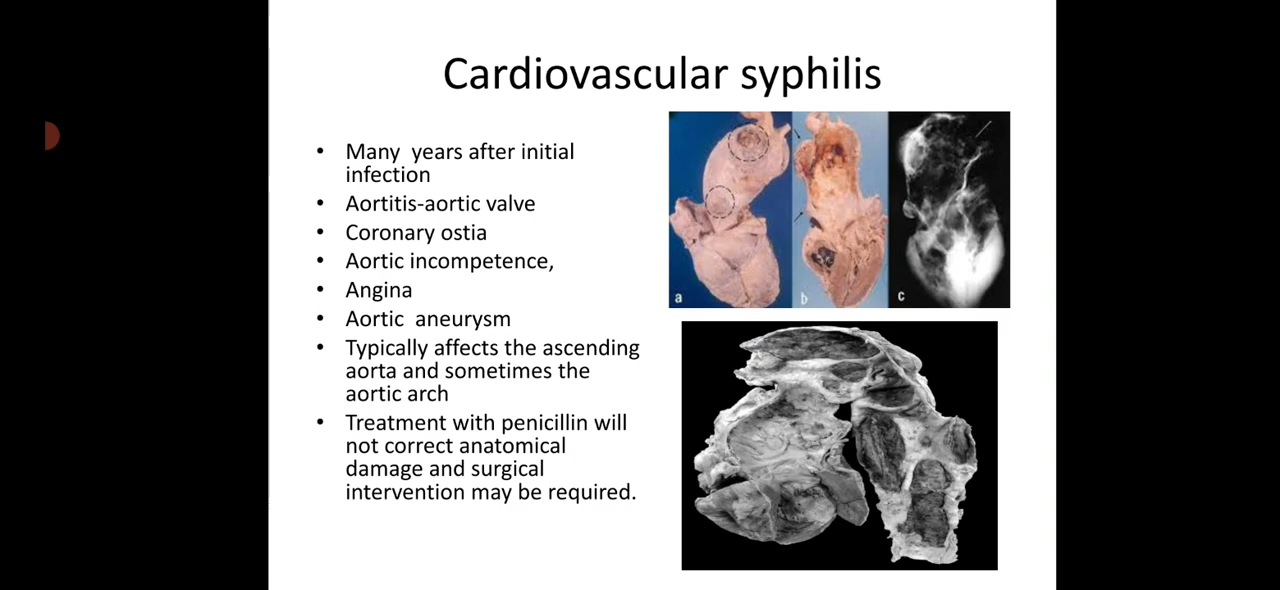 Cardiovascular syphilis
• Many  years after initial
infection
• Aortitis-aortic valve
• Coronary ostia
• Aortic incompetence,
• Angina
• Aortic  aneurysm
• Typically affects the ascending
aorta and sometimes the
aortic arch
• Treatment with penicillin will
not correct anatomical
damage and surgical
intervention may be required.
a
b
c